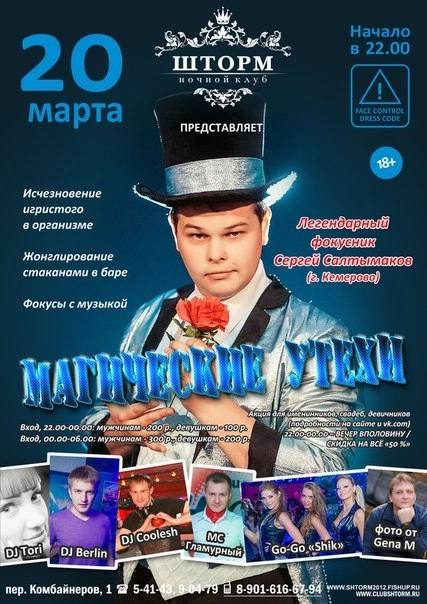 20
марта
ШТОРМ
НОЧНОЙ КЛУБ
ПРЕДСТАВЛЯЕТ
Начало
в 22.00
FACE CONTROL
DRESS CODE
18+
Исчезновение
игристого
в организме
Жонглирование
стаканами в баре
Фокусы с музыкой
Легендарный
фокусник
Сергей Салтымаков
(г. Кемерово)
МАГИЧЕСКИЕ УТЕХИ
Вход, 22.00-00.00: мужчинам - 200 р., девушкам - 100 р.
Вход, 00.00-06.00: мужчинам - 300 р., девушкам - 200 р.
Акция для именинников, свадеб, девичников
(подробности на сайте и vk.com)
22:00-00:00 – ВЕЧЕР ВПОЛОВИНУ /
СКИДКА НА ВСЁ «50 %»
DJ Tori
DJ Berlin
DJ Coolesh
МС
Гламурный
Go-Go „Shik“
фото от
Gena M
пер. Комбайнеров, 1 5-41-43, 9-04-79 8-901-616-67-94
WWW.SHTORM2012.FISHUP.RU
WWW.CLUBSHTORM.RU